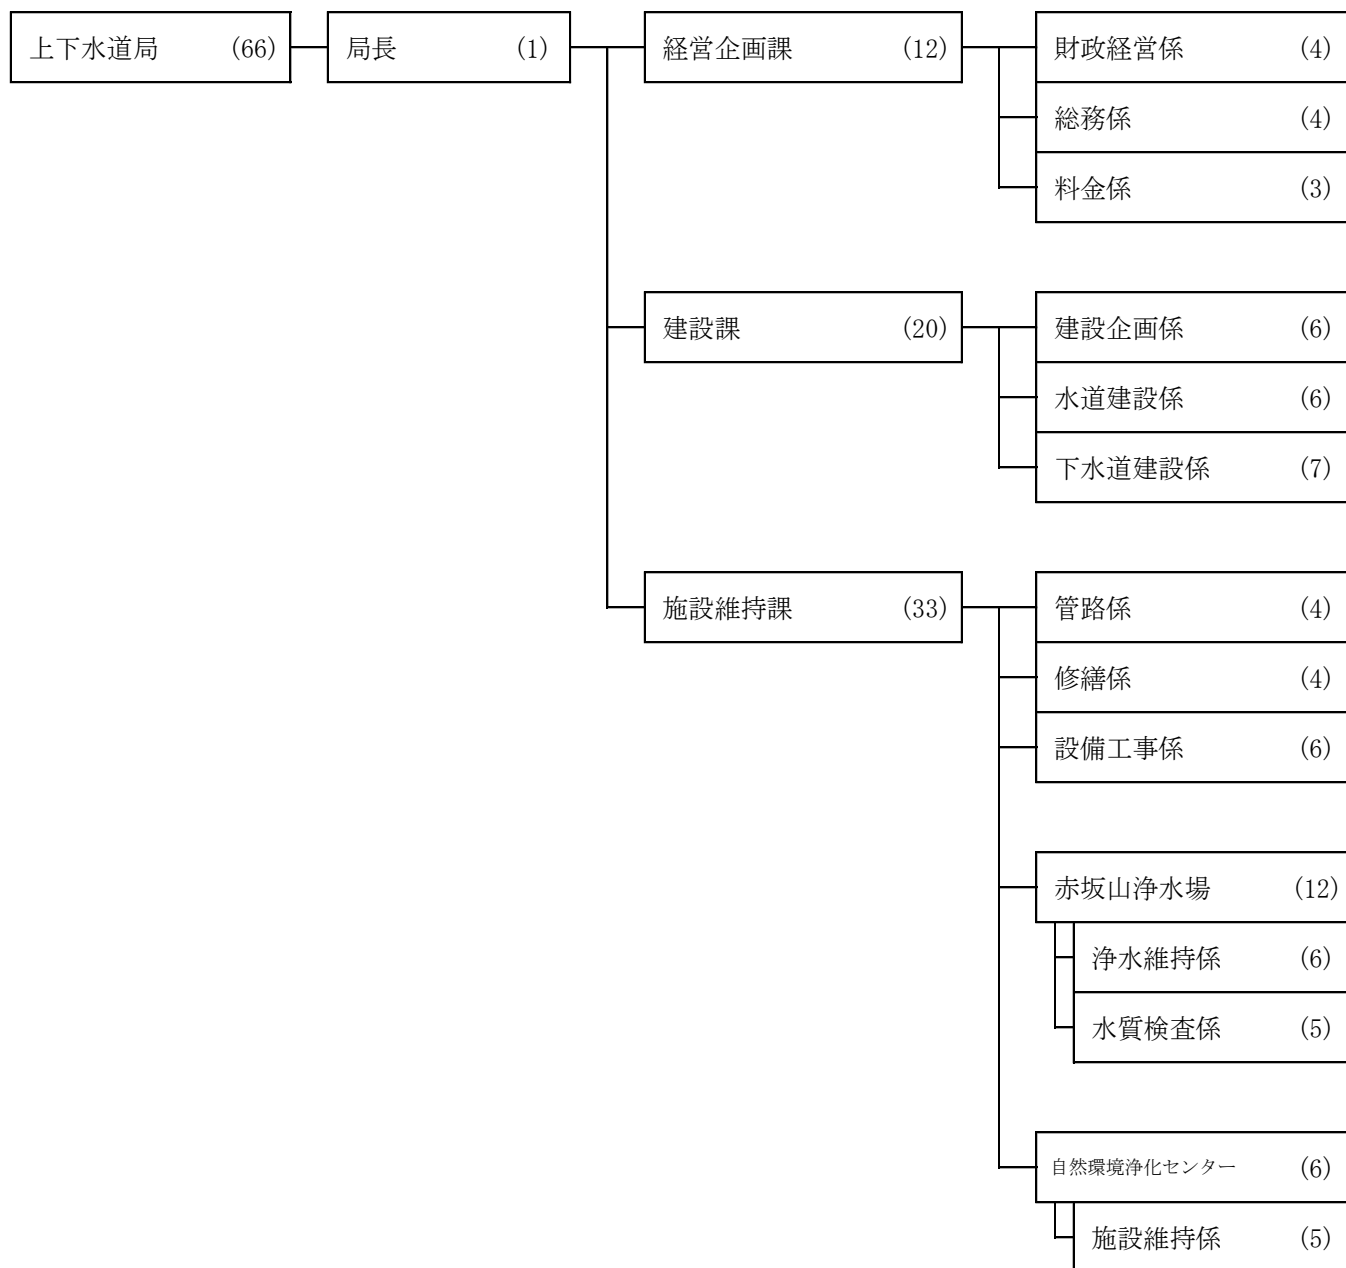 上下水道局 (66) 局長 (1) 経営企画課 (12) 財政経営係 (4)
総務係 (4)
料金係 (3)
建設課 (20) 建設企画係 (6)
水道建設係 (6)
下水道建設係 (7)
施設維持課 (33) 管路係 (4)
修繕係 (4)
設備工事係 (6)
赤坂山浄水場 (12)
浄水維持係 (6)
水質検査係 (5)
自然環境浄化センター (6)
施設維持係 (5)